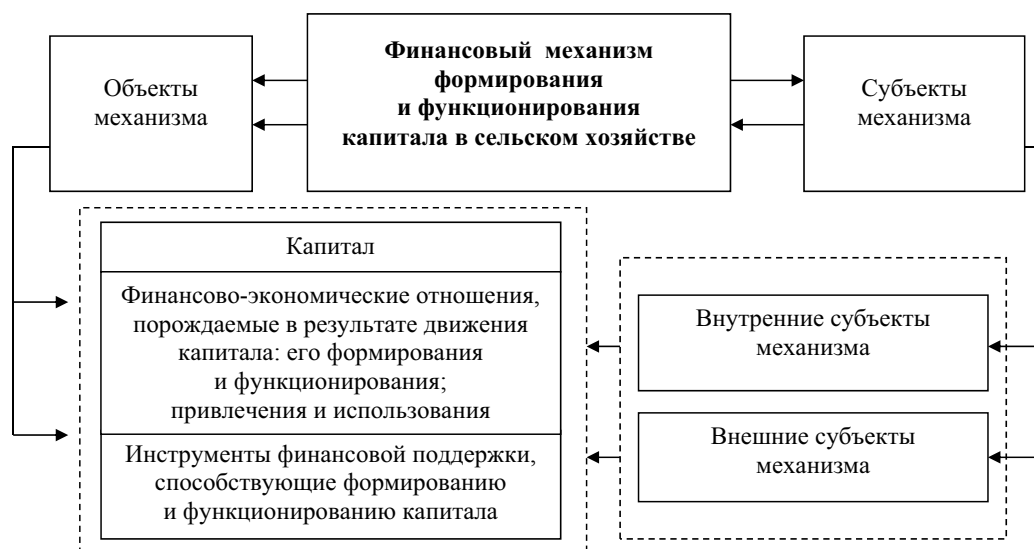 Объекты
механизма
Финансовый механизм
формирования
и функционирования
капитала в сельском хозяйстве
Субъекты
механизма
Капитал
Финансово-экономические отношения,
порождаемые в результате движения
капитала: его формирования
и функционирования;
привлечения и использования
Инструменты финансовой поддержки,
способствующие формированию
и функционированию капитала
Внутренние субъекты
механизма
Внешние субъекты
механизма